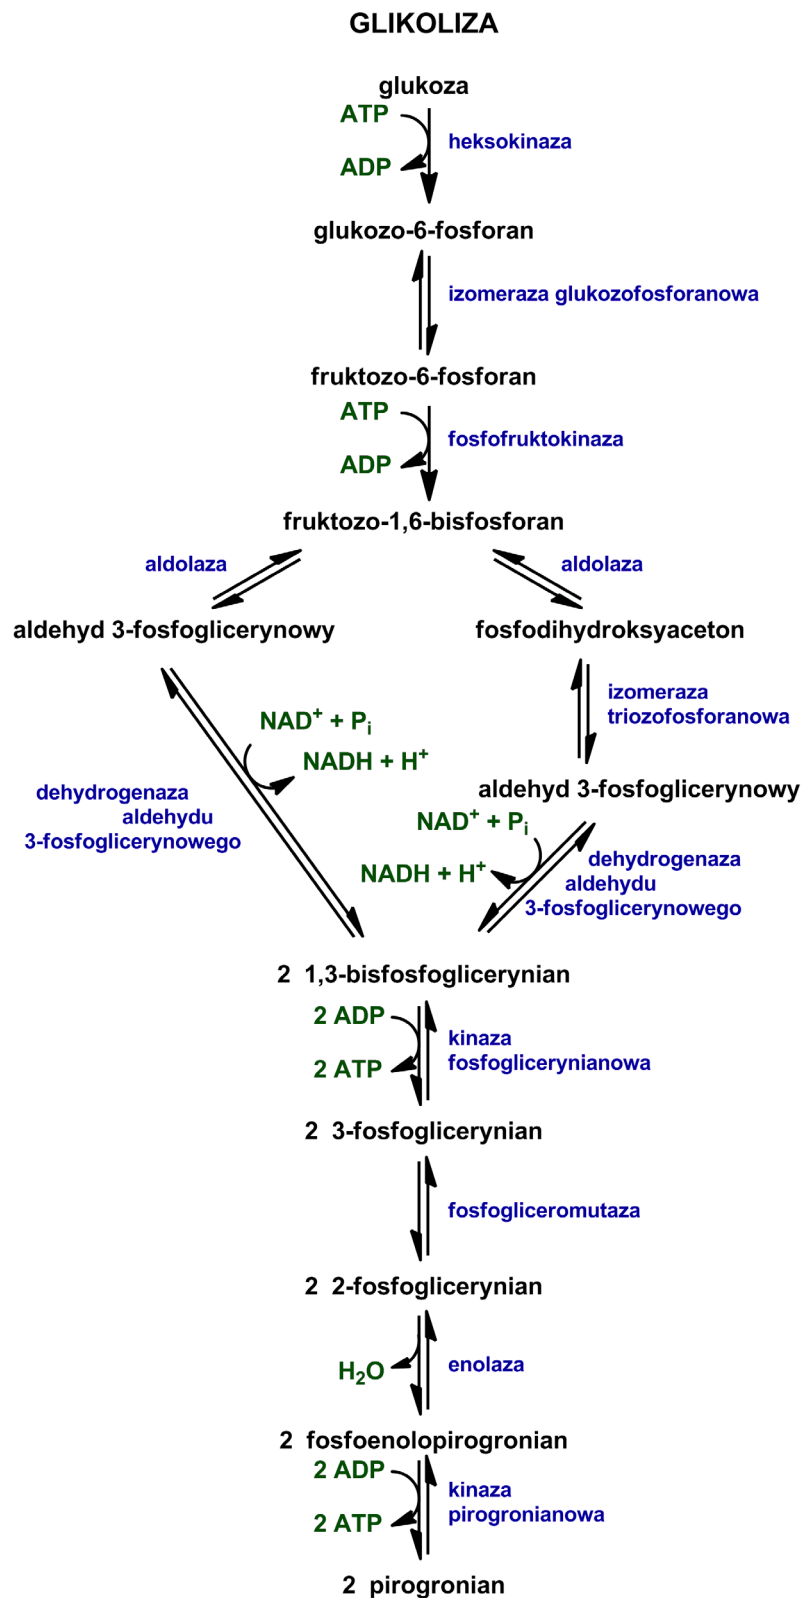 GLIKOLIZA
glukoza
ATP
heksokinaza
ADP
glukozo-6-fosforan
izomeraza glukozofosforanowa
fruktozo-6-fosforan
ATP
fosfofruktokinaza
ADP
fruktozo-1,6-bisfosforan
aldolaza
aldolaza
aldehyd 3-fosfoglicerynowy
fosfodihydroksyaceton
izomeraza
triozofosforanowa
NAD⁺ + Pᵢ
NADH + H⁺
dehydrogenaza
aldehydu
3-fosfoglicerynowego
aldehyd 3-fosfoglicerynowy
NAD⁺ + Pᵢ
NADH + H⁺
dehydrogenaza
aldehydu
3-fosfoglicerynowego
2 1,3-bisfosfoglicerynian
2 ADP
2 ATP
kinaza
fosfoglicerynianowa
2 3-fosfoglicerynian
fosfogliceromutaza
2 2-fosfoglicerynian
H₂O
enolaza
2 fosfoenolopirogronian
2 ADP
2 ATP
kinaza
pirogronianowa
2 pirogronian